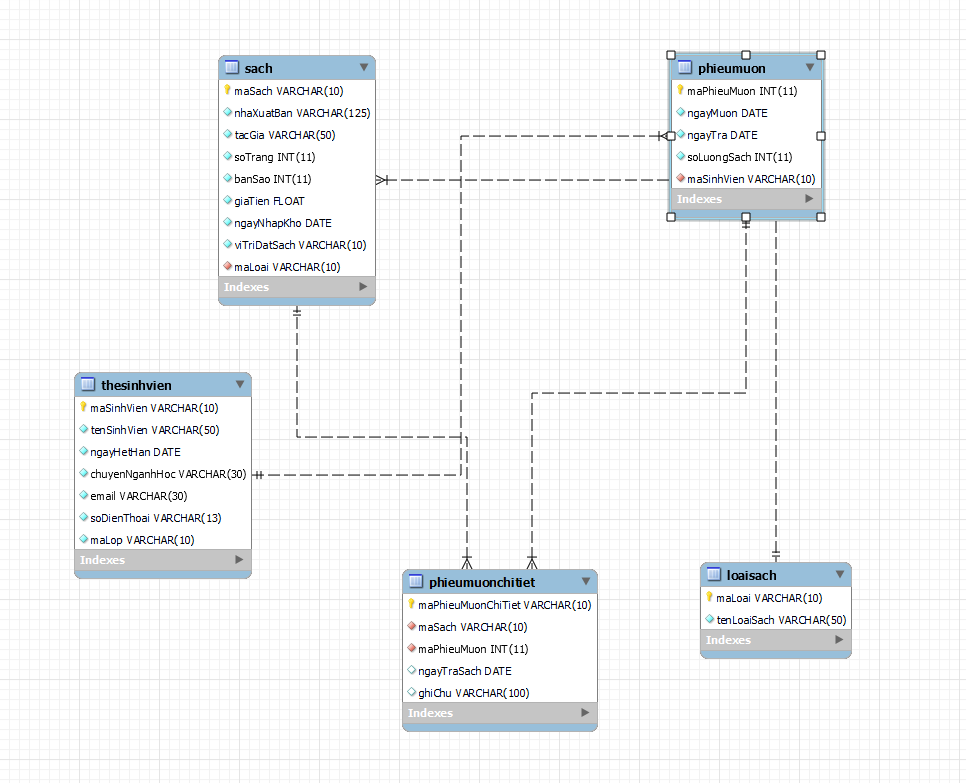 sach
maSach VARCHAR(10)
nhaXuatBan VARCHAR(125)
tacGia VARCHAR(50)
soTrang INT(11)
banSao INT(11)
giaTien FLOAT
ngayNhapKho DATE
viTriDatSach VARCHAR(10)
maLoai VARCHAR(10)
Indexes
phieumuon
maPhieuMuon INT(11)
ngayMuon DATE
ngayTra DATE
soLuongSach INT(11)
maSinhVien VARCHAR(10)
Indexes
thesinhvien
maSinhVien VARCHAR(10)
tenSinhVien VARCHAR(50)
ngayHetHan DATE
chuyenNganhHoc VARCHAR(30)
email VARCHAR(30)
soDienThoai VARCHAR(13)
maLop VARCHAR(10)
Indexes
phieumuonchitiet
maPhieuMuonChiTiet VARCHAR(10)
maSach VARCHAR(10)
maPhieuMuon INT(11)
ngayTraSach DATE
ghiChu VARCHAR(100)
Indexes
loaisach
maLoai VARCHAR(10)
tenLoaiSach VARCHAR(50)
Indexes